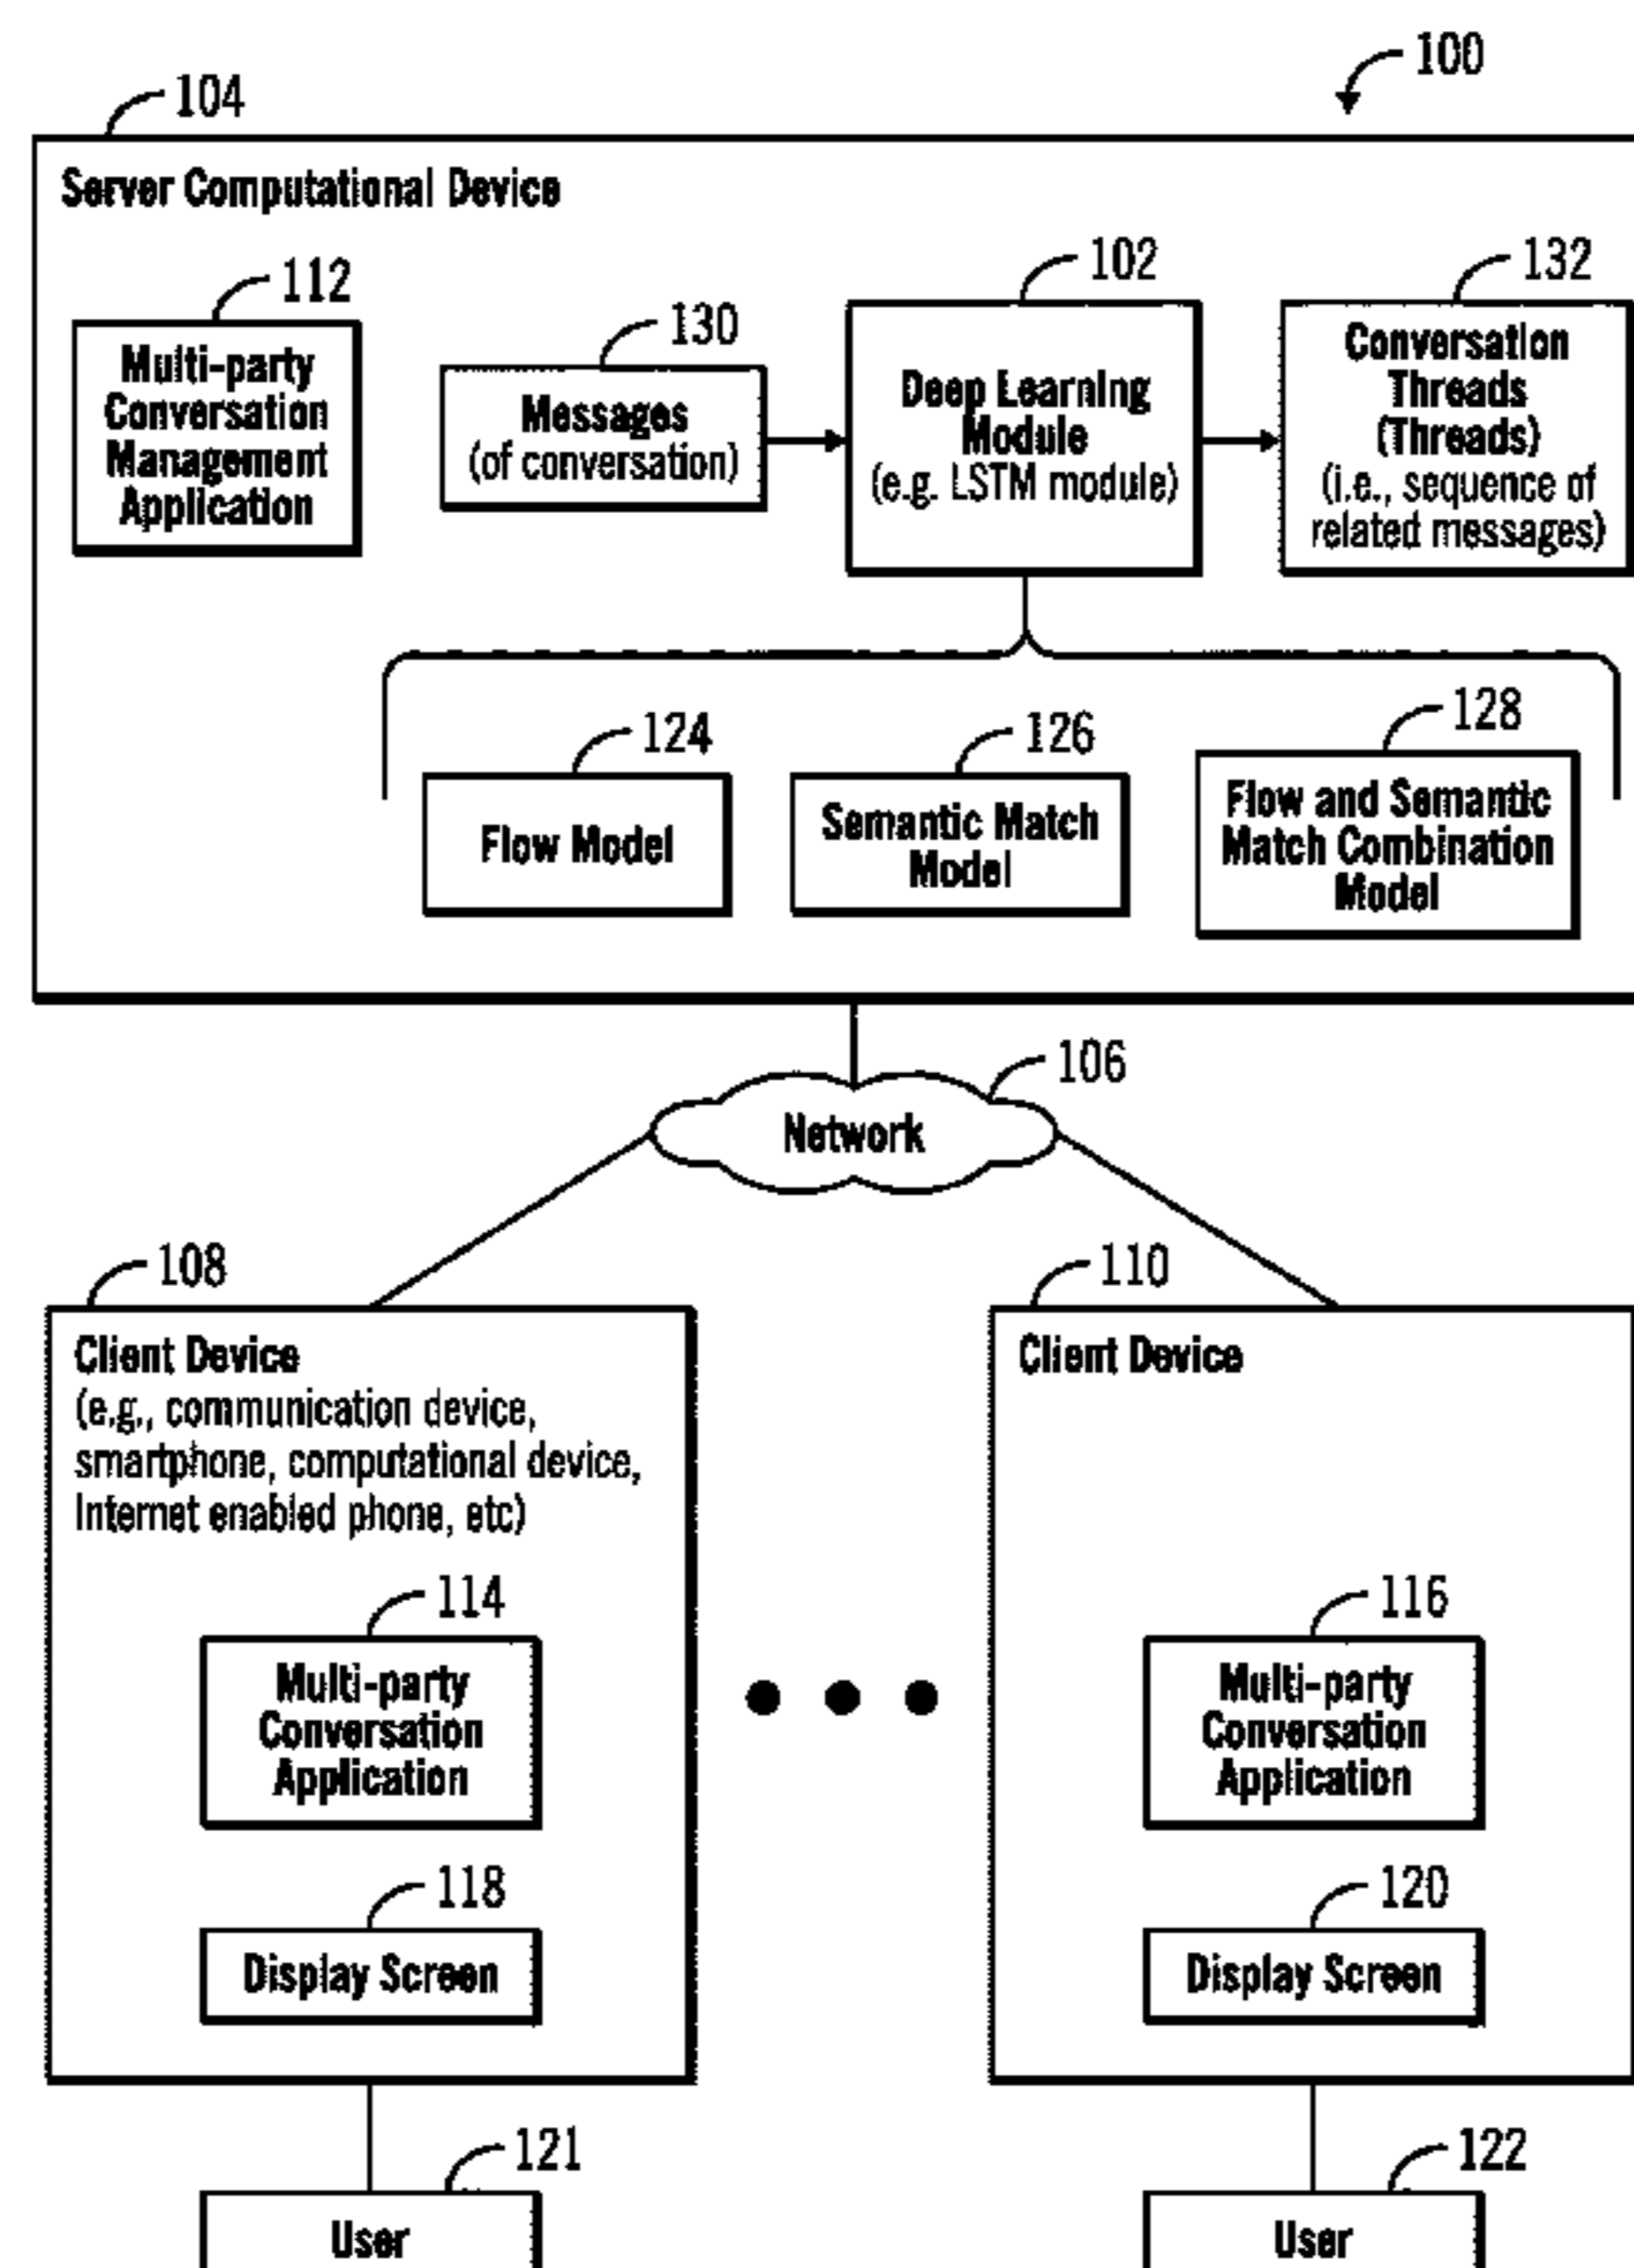 100
104
Server Computational Device
112
Multi-party
Conversation
Management
Application
130
Messages
(of conversation)
102
Deep Learning
Module
(e.g. LSTM module)
132
Conversation
Threads
(Threads)
(i.e., sequence of
related messages)
124
Flow Model
126
Semantic Match
Model
128
Flow and Semantic
Match Combination
Model
106
Network
108
Client Device
(e.g., communication device,
smartphone, computational device,
Internet enabled phone, etc)
114
Multi-party
Conversation
Application
118
Display Screen
121
User
110
Client Device
116
Multi-party
Conversation
Application
120
Display Screen
122
User